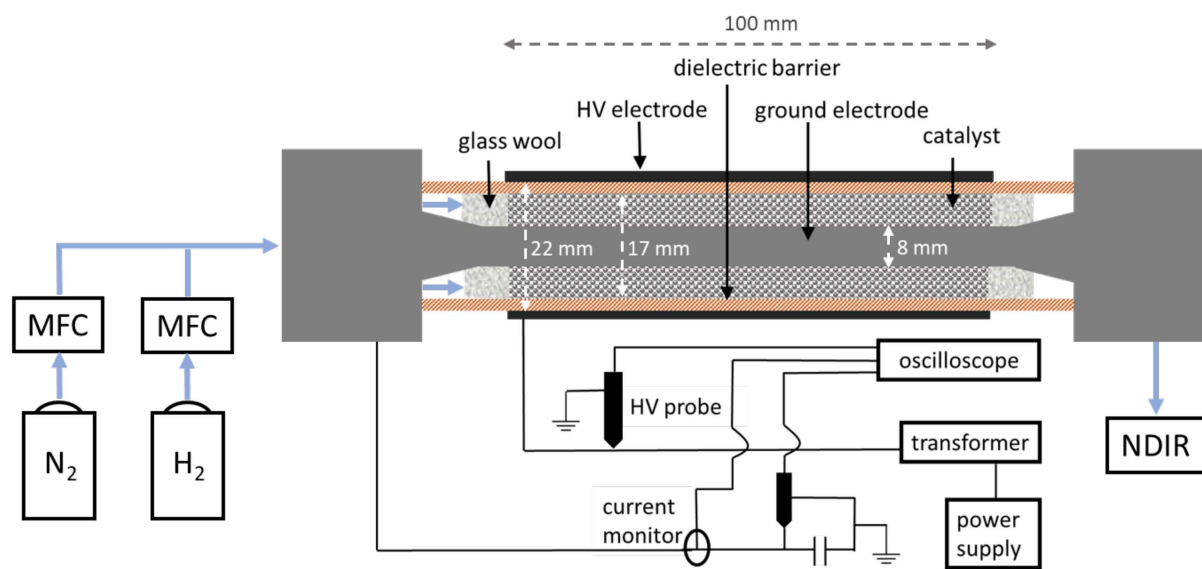 100 mm
dielectric barrier
HV electrode
ground electrode
glass wool
catalyst
22 mm
17 mm
8 mm
MFC
MFC
oscilloscope
HV probe
N₂
H₂
transformer
NDIR
current
monitor
power
supply